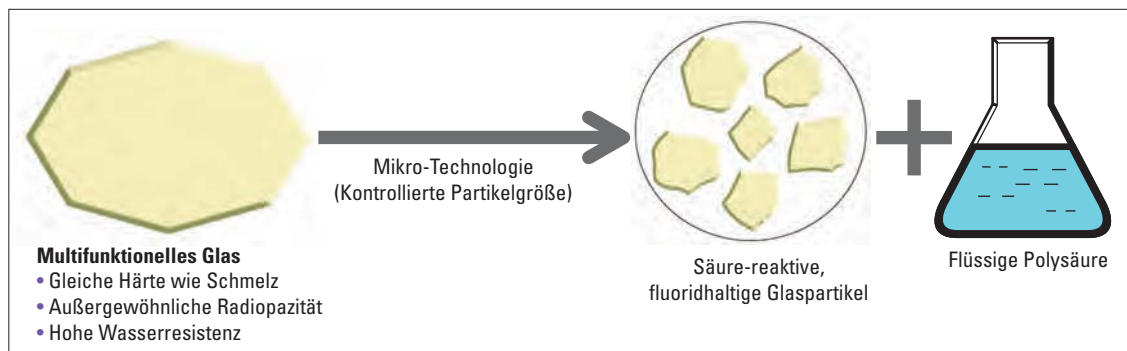 Multifunktionelles Glas
• Gleiche Härte wie Schmelz
• Außergewöhnliche Radiopazität
• Hohe Wasserresistenz
Mikro-Technologie
(Kontrollierte Partikelgröße)
Säure-reaktive,
fluoridhaltige Glaspartikel
Flüssige Polysäure